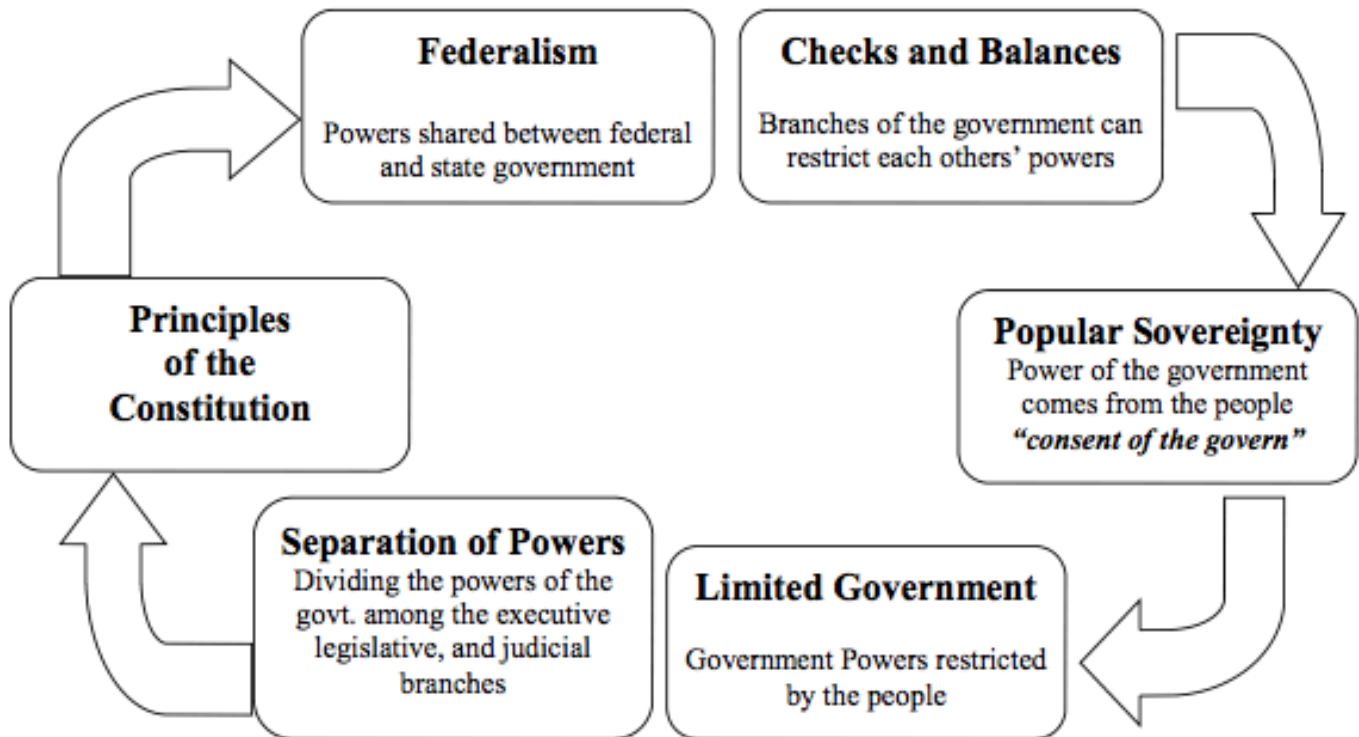 Federalism
Powers shared between federal
and state government
Checks and Balances
Branches of the government can
restrict each others’ powers
Principles
of the
Constitution
Popular Sovereignty
Power of the government
comes from the people
“consent of the govern”
Separation of Powers
Dividing the powers of the
govt. among the executive
legislative, and judicial
branches
Limited Government
Government Powers restricted
by the people